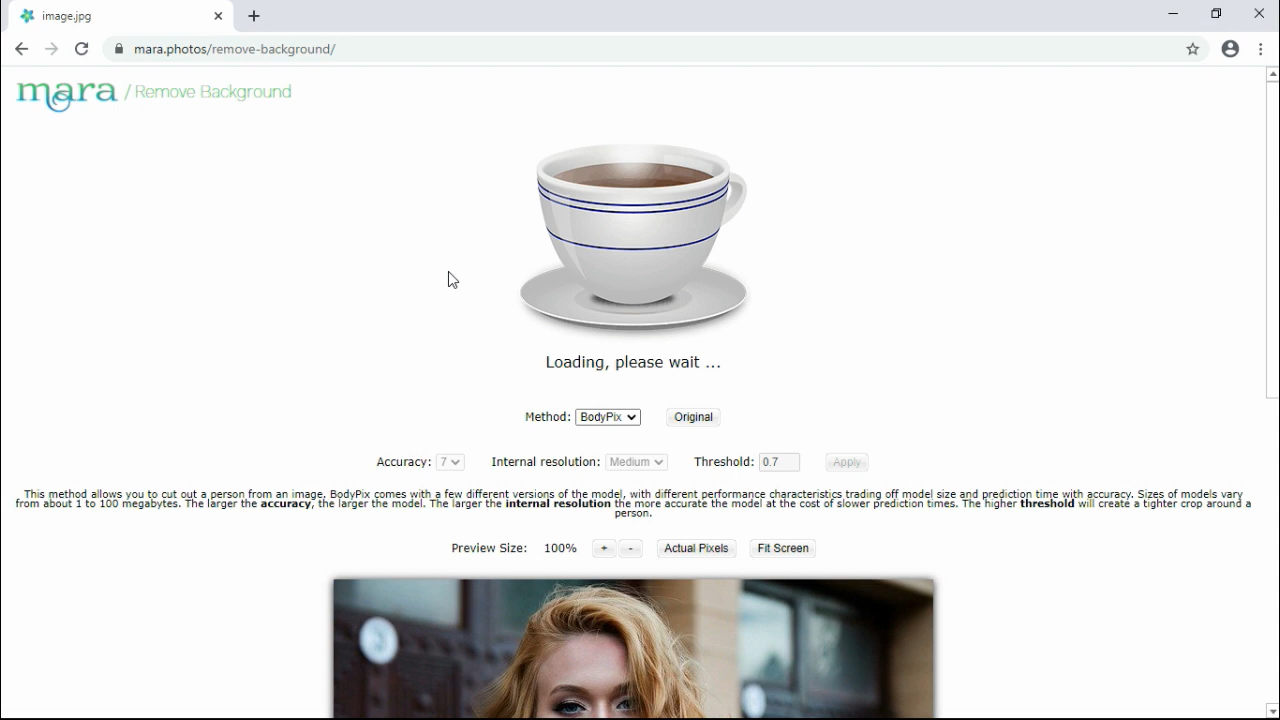 image.jpg
mara.photos/remove-background/
mara / Remove Background
Loading, please wait ...
Method: BodyPix Original
Accuracy: 7 Internal resolution: Medium Threshold: 0.7 Apply
This method allows you to cut out a person from an image. BodyPix comes with a few different versions of the model, with different performance characteristics trading off model size and prediction time with accuracy. Sizes of models vary
from about 1 to 100 megabytes. The larger the accuracy, the larger the model. The larger the internal resolution the more accurate the model at the cost of slower prediction times. The higher threshold will create a tighter crop around a
person.
Preview Size: 100% + - Actual Pixels Fit Screen